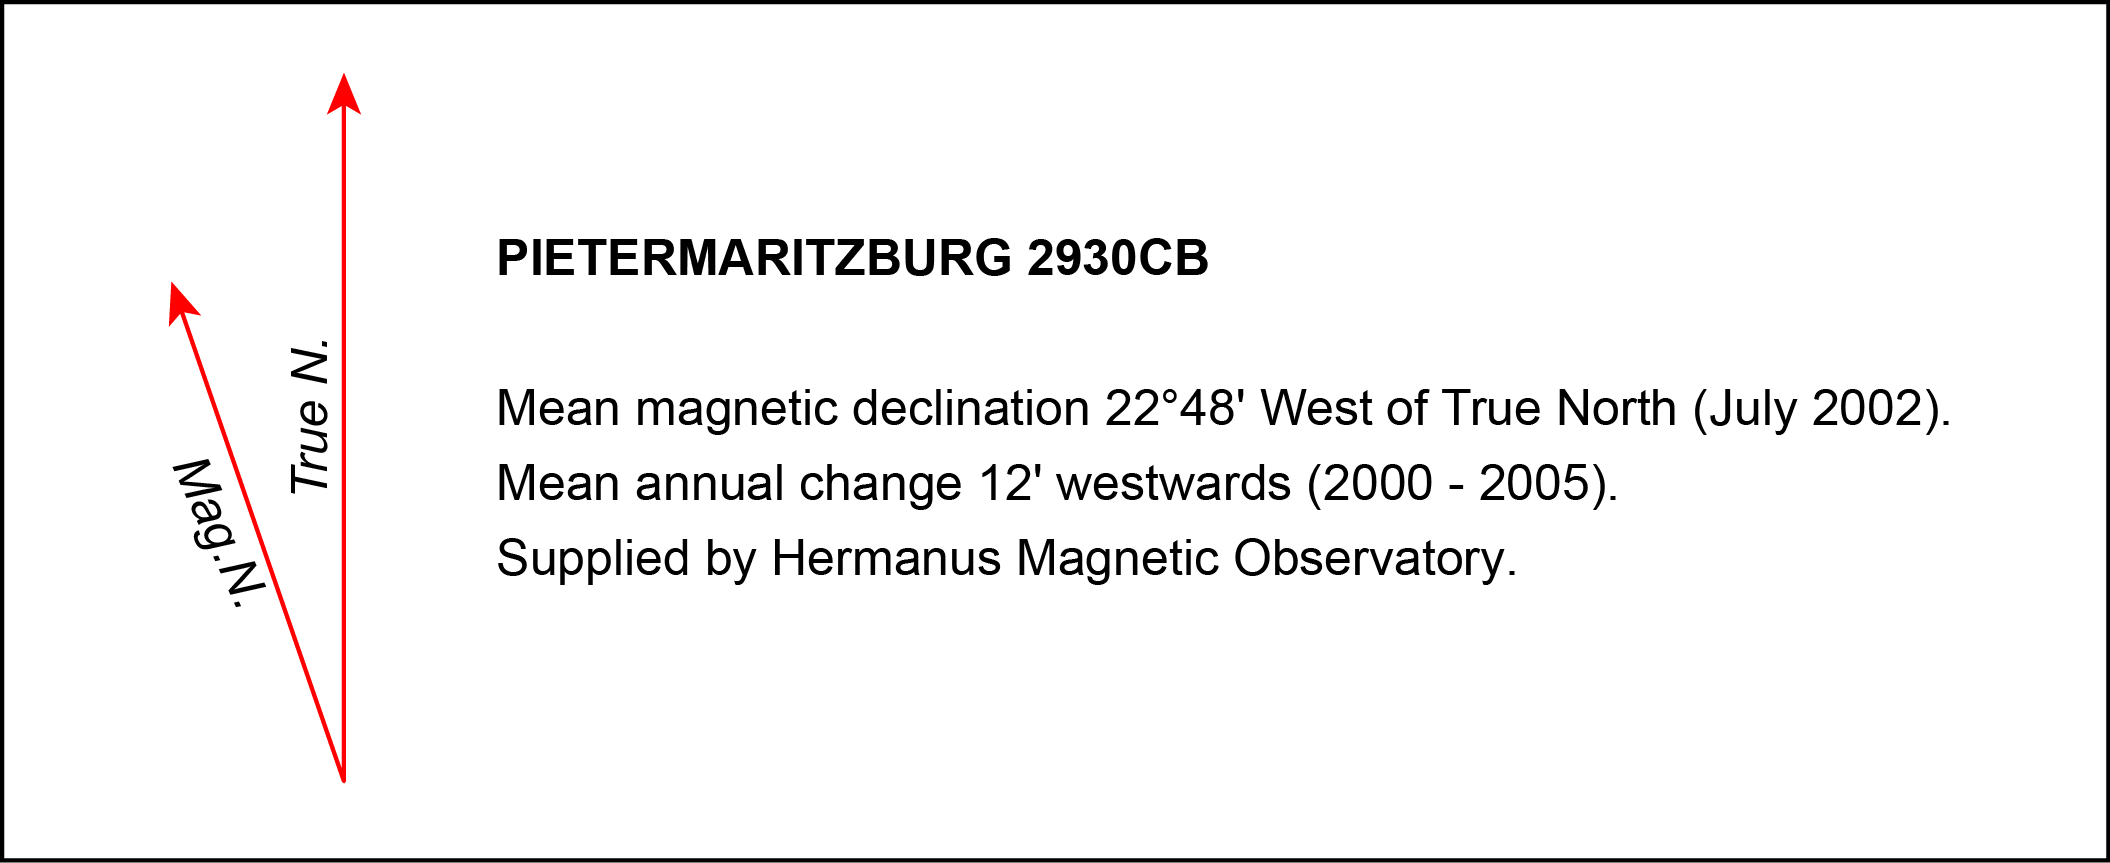 True N.
Mag.N.
PIETERMARITZBURG 2930CB
Mean magnetic declination 22°48' West of True North (July 2002).
Mean annual change 12' westwards (2000 - 2005).
Supplied by Hermanus Magnetic Observatory.